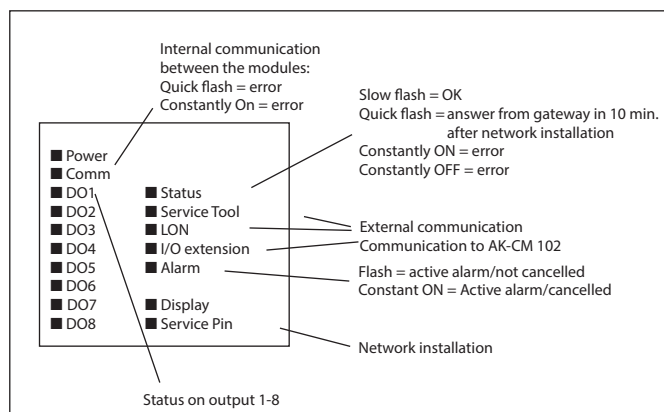 Internal communication
between the modules:
Quick flash = error
Constantly On = error
Slow flash = OK
Quick flash = answer from gateway in 10 min.
after network installation
Constantly ON = error
Constantly OFF = error
■ Power
■ Comm
■ DO1
■ DO2
■ DO3
■ DO4
■ DO5
■ DO6
■ DO7
■ DO8
■ Status
■ Service Tool
■ LON
■ I/O extension
■ Alarm
■ Display
■ Service Pin
External communication
Communication to AK-CM 102
Flash = active alarm/not cancelled
Constant ON = Active alarm/cancelled
Network installation
Status on output 1-8